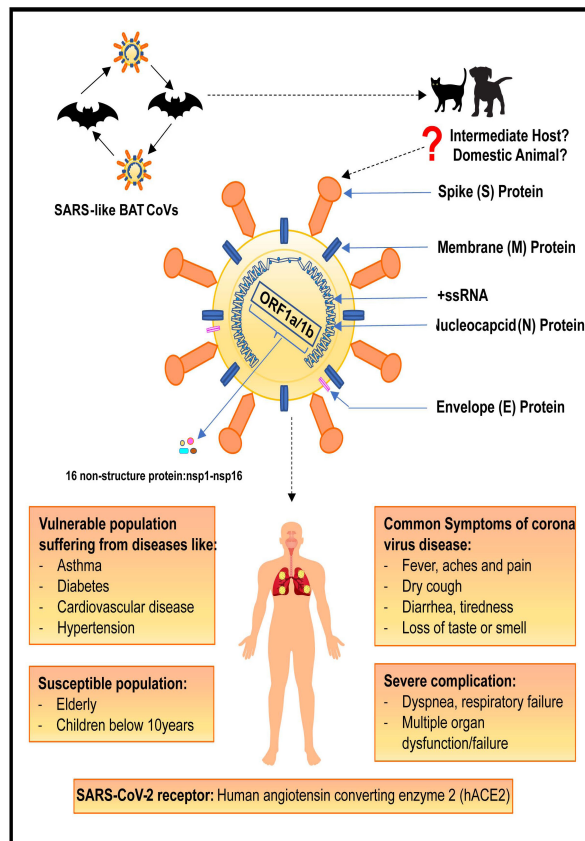 ?
Intermediate Host?
Domestic Animal?
SARS-like BAT CoVs
Spike (S) Protein
Membrane (M) Protein
+ssRNA
ORF1a/1b
Nucleocapcid (N) Protein
Envelope (E) Protein
16 non-structure protein:nsp1-nsp16
Vulnerable population
suffering from diseases like:
- Asthma
- Diabetes
- Cardiovascular disease
- Hypertension
Common Symptoms of corona
virus disease:
- Fever, aches and pain
- Dry cough
- Diarrhea, tiredness
- Loss of taste or smell
Susceptible population:
- Elderly
- Children below 10years
Severe complication:
- Dyspnea, respiratory failure
- Multiple organ
dysfunction/failure
SARS-CoV-2 receptor: Human angiotensin converting enzyme 2 (hACE2)